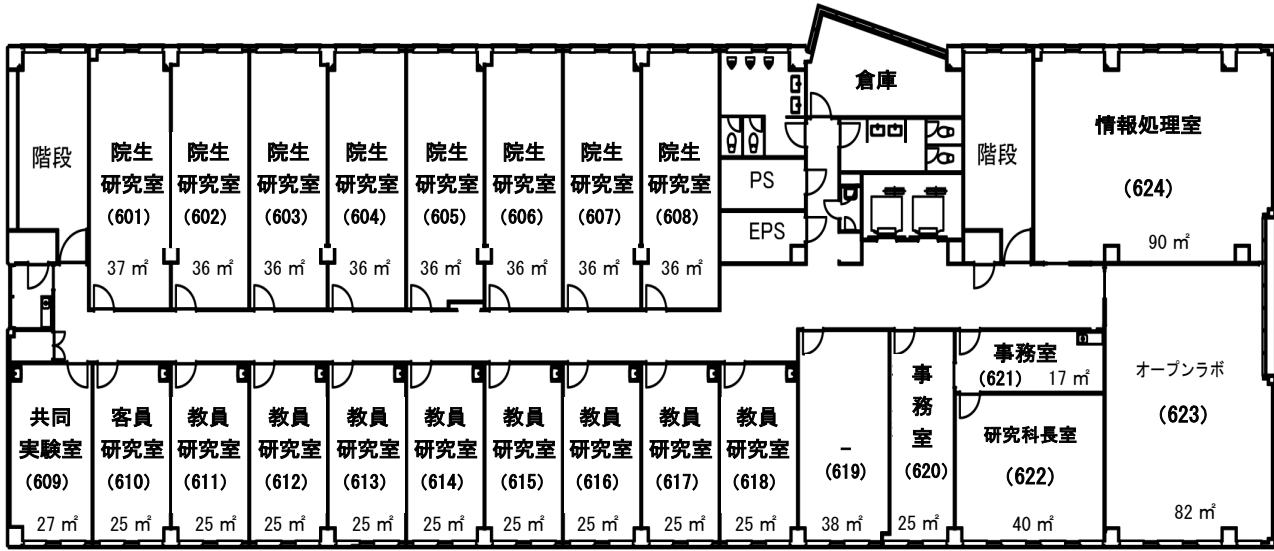 階段
院生
研究室
(601)
37 ㎡
院生
研究室
(602)
36 ㎡
院生
研究室
(603)
36 ㎡
院生
研究室
(604)
36 ㎡
院生
研究室
(605)
36 ㎡
院生
研究室
(606)
36 ㎡
院生
研究室
(607)
36 ㎡
院生
研究室
(608)
36 ㎡
PS
EPS
倉庫
階段
情報処理室
(624)
90 ㎡
共同
実験室
(609)
27 ㎡
客員
研究室
(610)
25 ㎡
教員
研究室
(611)
25 ㎡
教員
研究室
(612)
25 ㎡
教員
研究室
(613)
25 ㎡
教員
研究室
(614)
25 ㎡
教員
研究室
(615)
25 ㎡
教員
研究室
(616)
25 ㎡
教員
研究室
(617)
25 ㎡
教員
研究室
(618)
25 ㎡
−
(619)
38 ㎡
事
務
室
(620)
25 ㎡
事務室
(621) 17 ㎡
研究科長室
(622)
40 ㎡
オープンラボ
(623)
82 ㎡